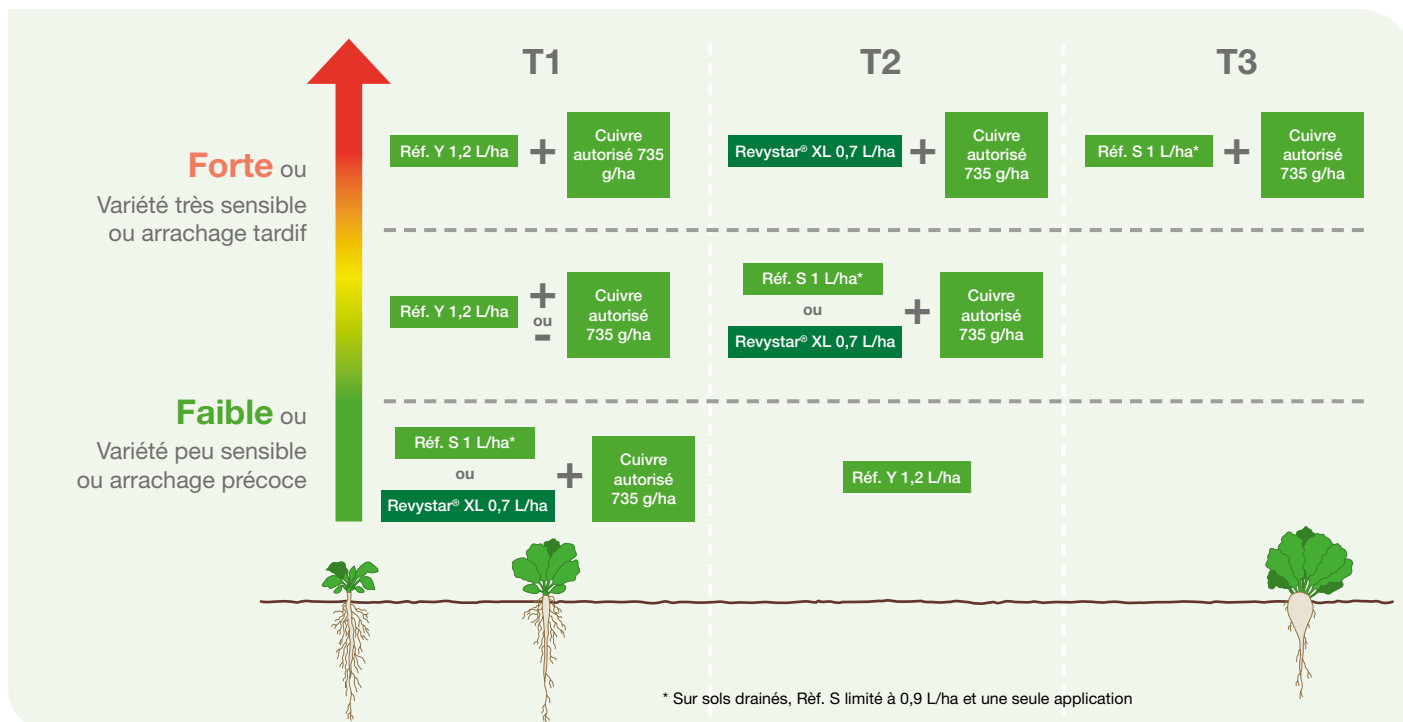 T1
T2
T3
Forte ou
Variété très sensible
ou arrachage tardif
Réf. Y 1,2 L/ha
+
Cuivre
autorisé 735
g/ha
Revystar® XL 0,7 L/ha
+
Cuivre
autorisé
735 g/ha
Réf. S 1 L/ha*
+
Cuivre
autorisé
735 g/ha
Réf. Y 1,2 L/ha
+
ou
-
Cuivre
autorisé
735 g/ha
Réf. S 1 L/ha*
ou
Revystar® XL 0,7 L/ha
+
Cuivre
autorisé
735 g/ha
Faible ou
Variété peu sensible
ou arrachage précoce
Réf. S 1 L/ha*
ou
Revystar® XL 0,7 L/ha
+
Cuivre
autorisé
735 g/ha
Réf. Y 1,2 L/ha
* Sur sols drainés, Rèf. S limité à 0,9 L/ha et une seule application